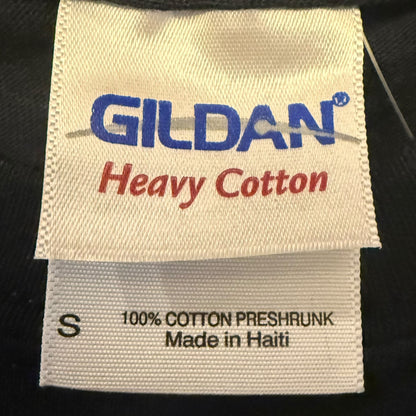 GILDAN®
Heavy Cotton
S
100% COTTON PRESHRUNK
Made in Haiti